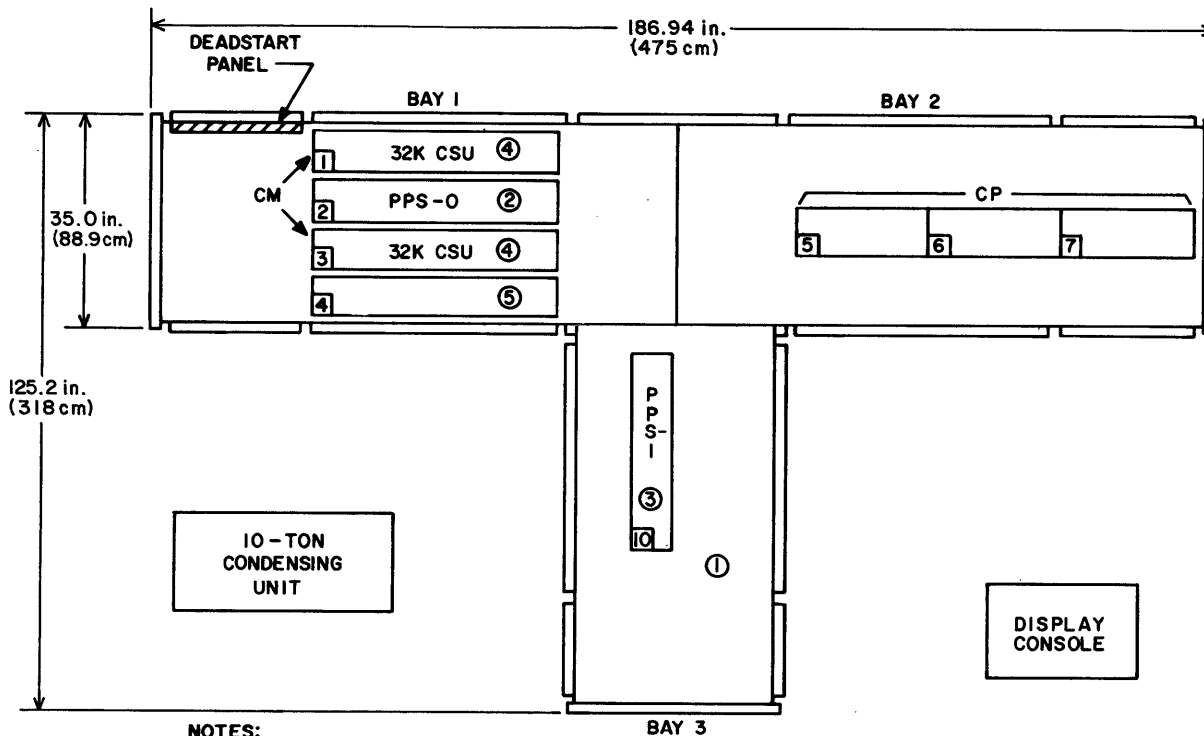 186.94 in.
(475 cm)
DEADSTART
PANEL
BAY 1
BAY 2
1
32K CSU ④
CM
2
PPS-0 ②
3
32K CSU ④
4
⑤
CP
5
6
7
35.0 in.
(88.9cm)
125.2 in.
(318 cm)
P
P
S-
1
③
10
①
10-TON
CONDENSING
UNIT
DISPLAY
CONSOLE
NOTES:
BAY 3